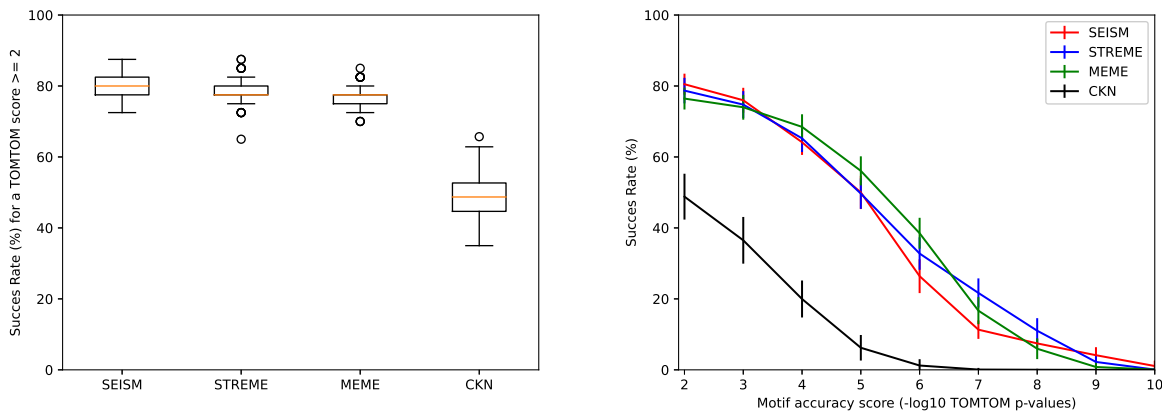 Succes Rate (%) for a TOMTOM score >= 2
100
80
60
40
20
0
SEISM STREME MEME CKN
Succes Rate (%)
100
80
60
40
20
0
2 3 4 5 6 7 8 9 10
Motif accuracy score (-log10 TOMTOM p-values)
SEISM
STREME
MEME
CKN